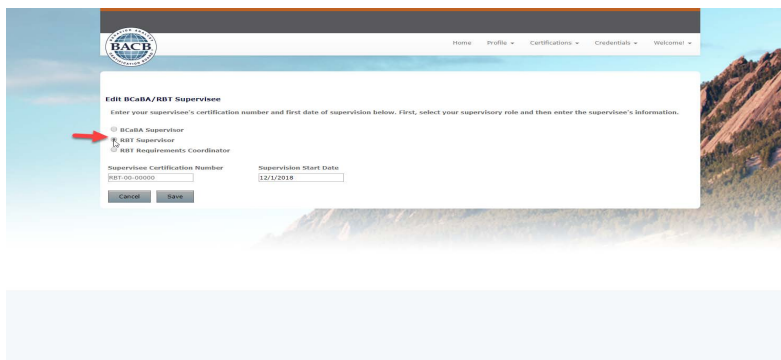 BACB
Home Profile Certifications Credentials Welcome!
Edit BCaBA/RBT Supervisee
Enter your supervisee's certification number and first date of supervision below. First, select your supervisory role and then enter the supervisee's information.
BCaBA Supervisor
RBT Supervisor
RBT Requirements Coordinator
Supervisee Certification Number Supervision Start Date
RBT-00-00000 12/1/2018
Cancel Save